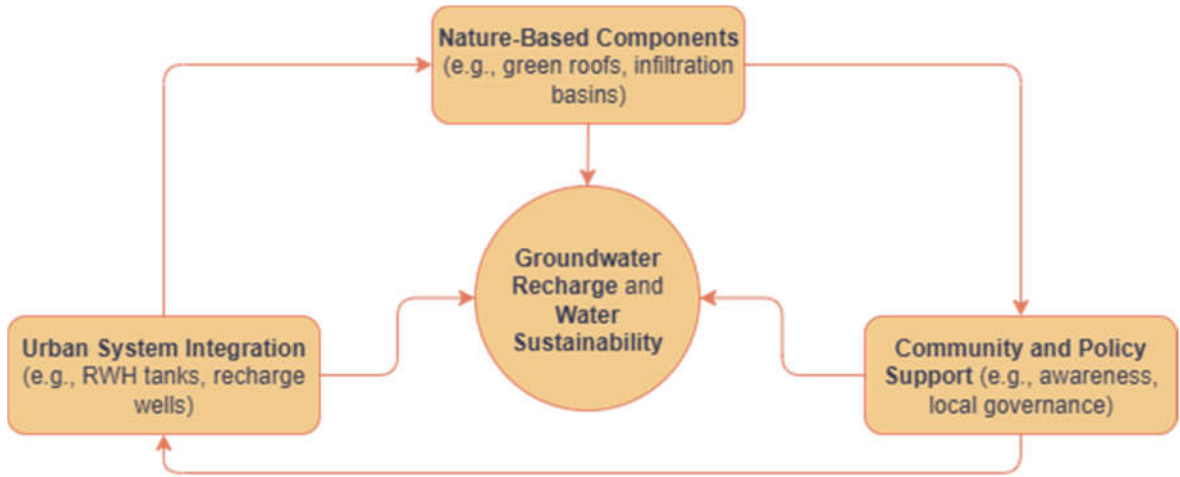 Nature-Based Components
(e.g., green roofs, infiltration
basins)
Groundwater
Recharge and
Water
Sustainability
Urban System Integration
(e.g., RWH tanks, recharge
wells)
Community and Policy
Support (e.g., awareness,
local governance)